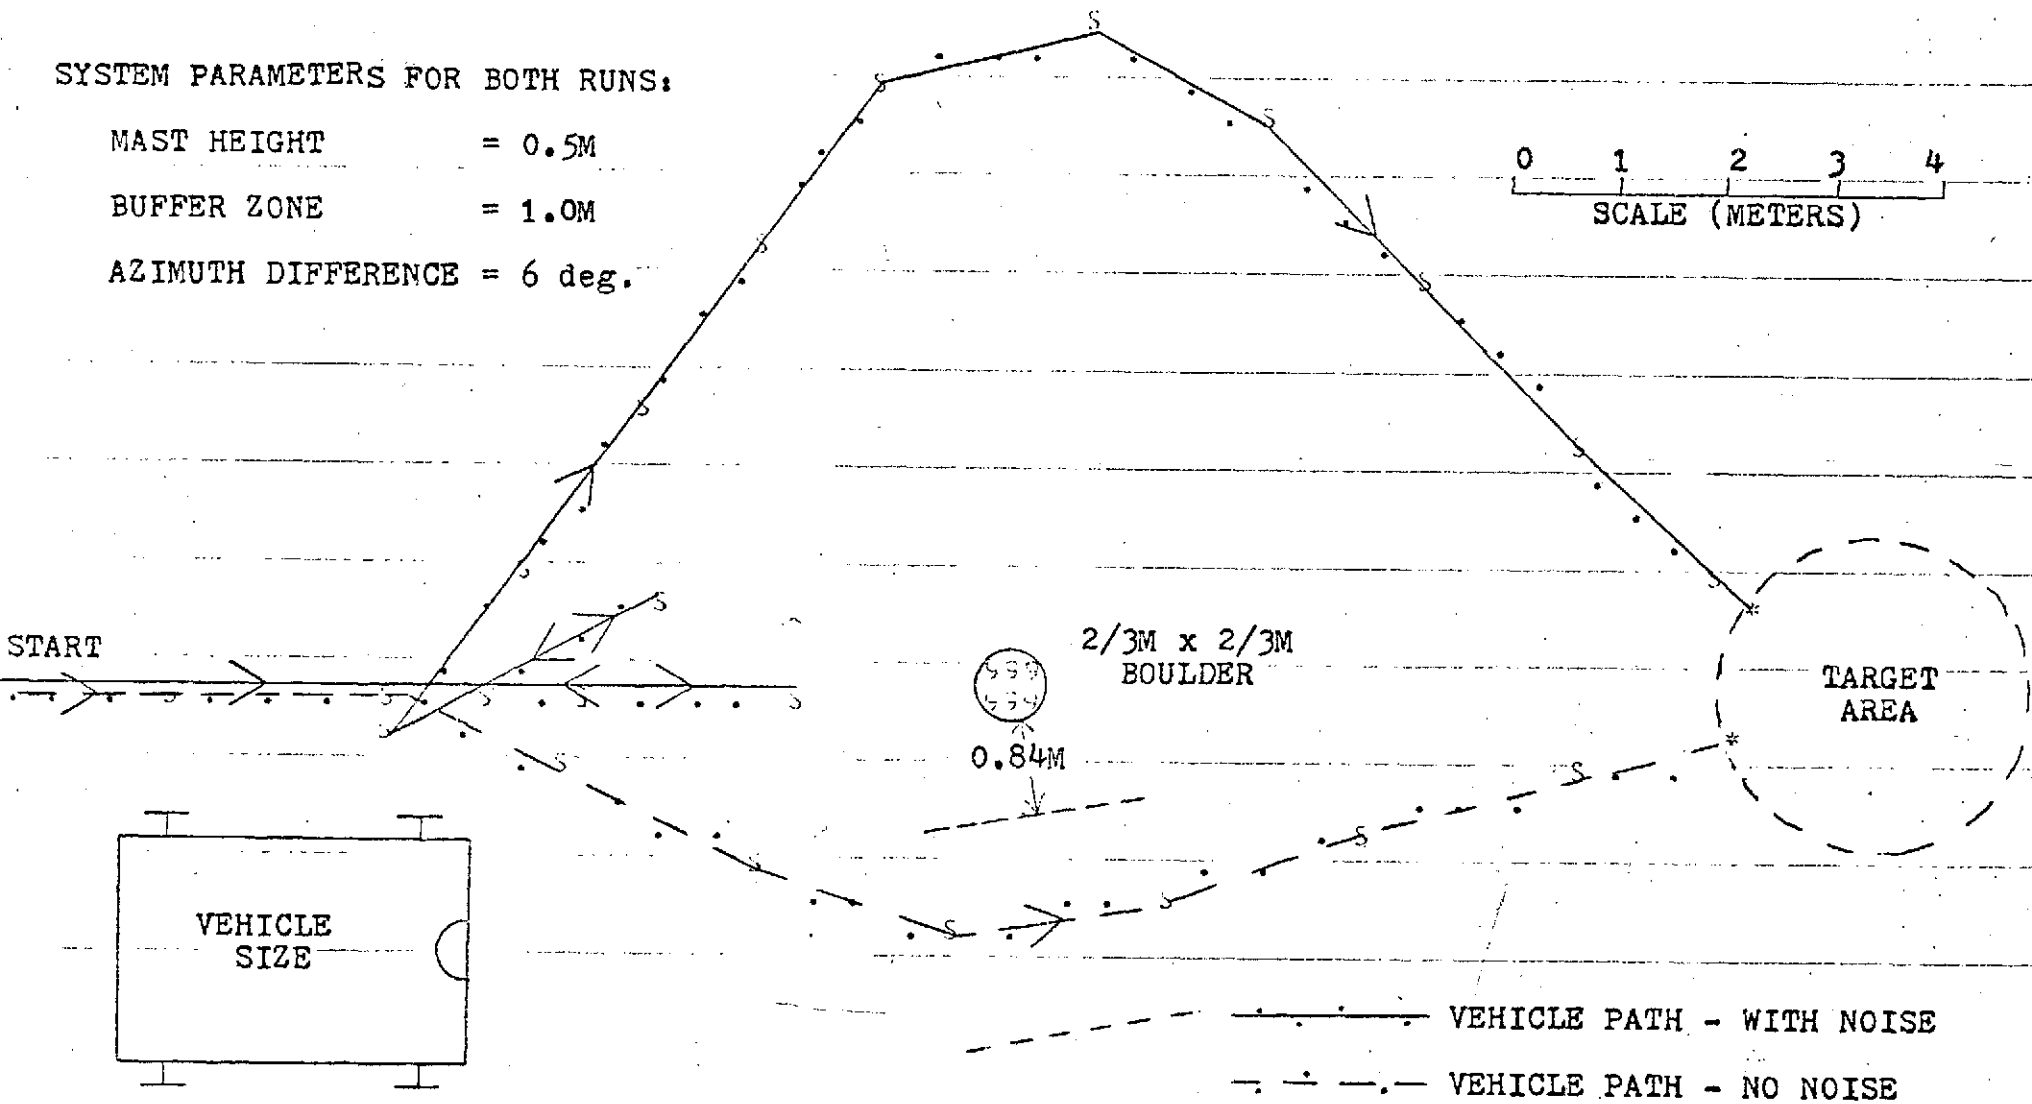 SYSTEM PARAMETERS FOR BOTH RUNS:
MAST HEIGHT = 0.5M
BUFFER ZONE = 1.0M
AZIMUTH DIFFERENCE = 6 deg.
0 1 2 3 4
SCALE (METERS)
START
2/3M x 2/3M
BOULDER
0.84M
TARGET
AREA
VEHICLE
SIZE
VEHICLE PATH - WITH NOISE
VEHICLE PATH - NO NOISE